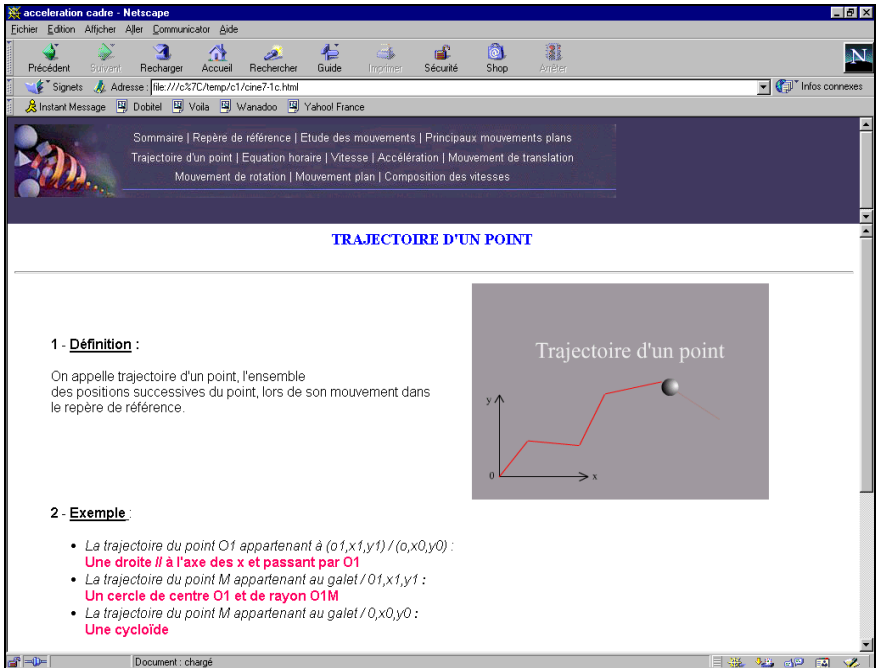 acceleration cadre - Netscape
Fichier Edition Afficher Aller Communicator Aide
Précédent Suivant Recharger Accueil Rechercher Guide Imprimer Sécurité Shop Arrêter
N
Signets Adresse : file:///c%7C/temp/c1/cine7-1c.html Infos connexes
Instant Message Dobitel Voila Wanadoo Yahoo! France
Sommaire | Repère de référence | Etude des mouvements | Principaux mouvements plans
Trajectoire d'un point | Equation horaire | Vitesse | Accélération | Mouvement de translation
Mouvement de rotation | Mouvement plan | Composition des vitesses
TRAJECTOIRE D'UN POINT
1 - Définition :
On appelle trajectoire d'un point, l'ensemble
des positions successives du point, lors de son mouvement dans
le repère de référence.
Trajectoire d'un point
y
0 x
2 - Exemple :
• La trajectoire du point O1 appartenant à (o1,x1,y1) / (o,x0,y0) :
Une droite // à l'axe des x et passant par O1
• La trajectoire du point M appartenant au galet / 01,x1,y1 :
Un cercle de centre O1 et de rayon O1M
• La trajectoire du point M appartenant au galet / 0,x0,y0 :
Une cycloïde
Document : chargé